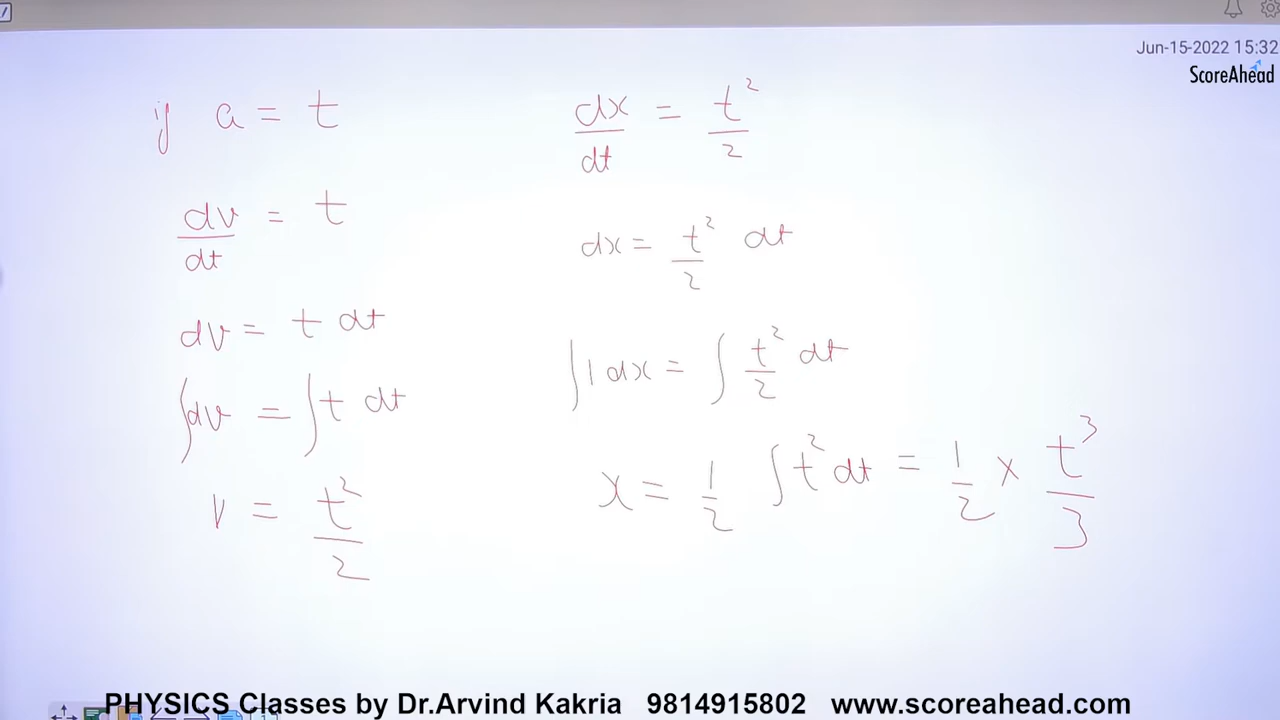 Jun-15-2022 15:32
ScoreAhead
if a = t
dv/dt = t
dv = t dt
∫dv = ∫t dt
v = t²/2
dx/dt = t²/2
dx = t²/2 dt
∫1 dx = ∫ t²/2 dt
x = 1/2 ∫t² dt = 1/2 × t³/3
PHYSICS Classes by Dr.Arvind Kakria 9814915802 www.scoreahead.com